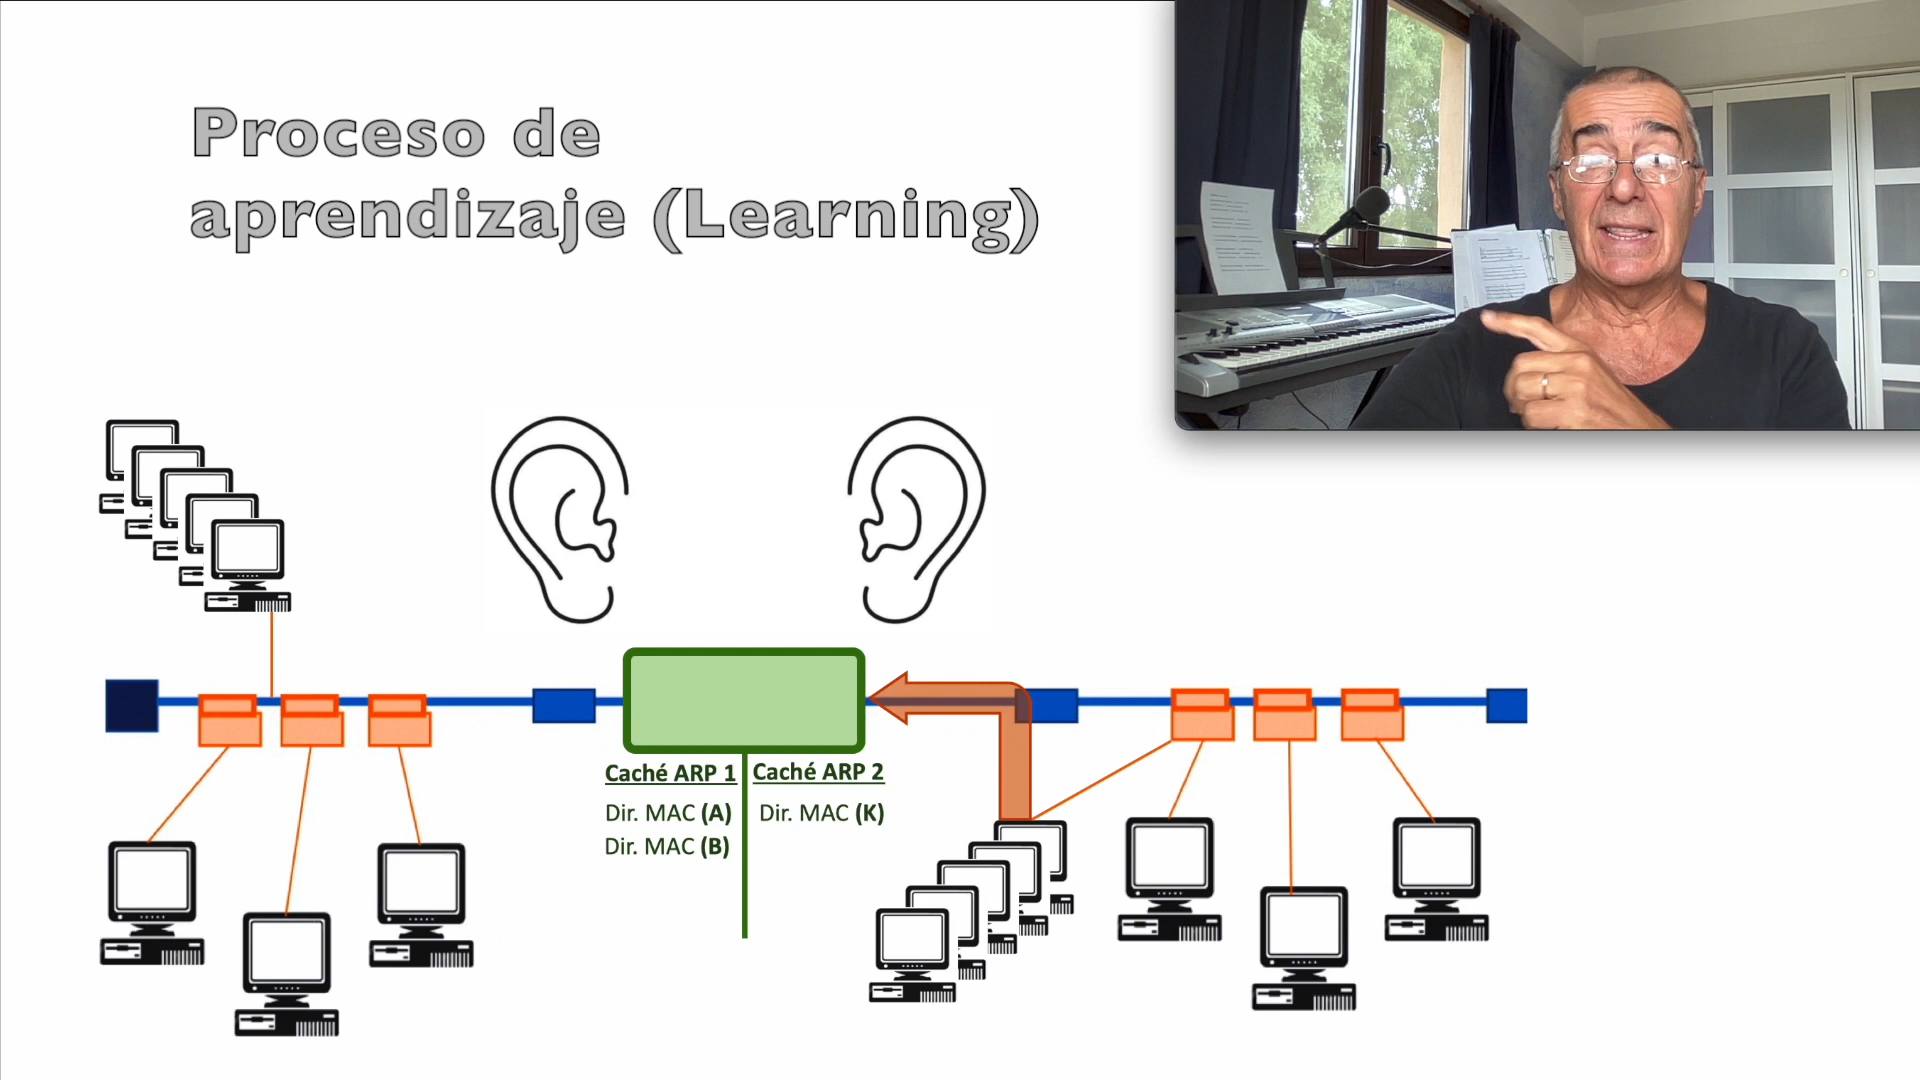 Proceso de
aprendizaje (Learning)
Caché ARP 1
Caché ARP 2
Dir. MAC (A)
Dir. MAC (K)
Dir. MAC (B)